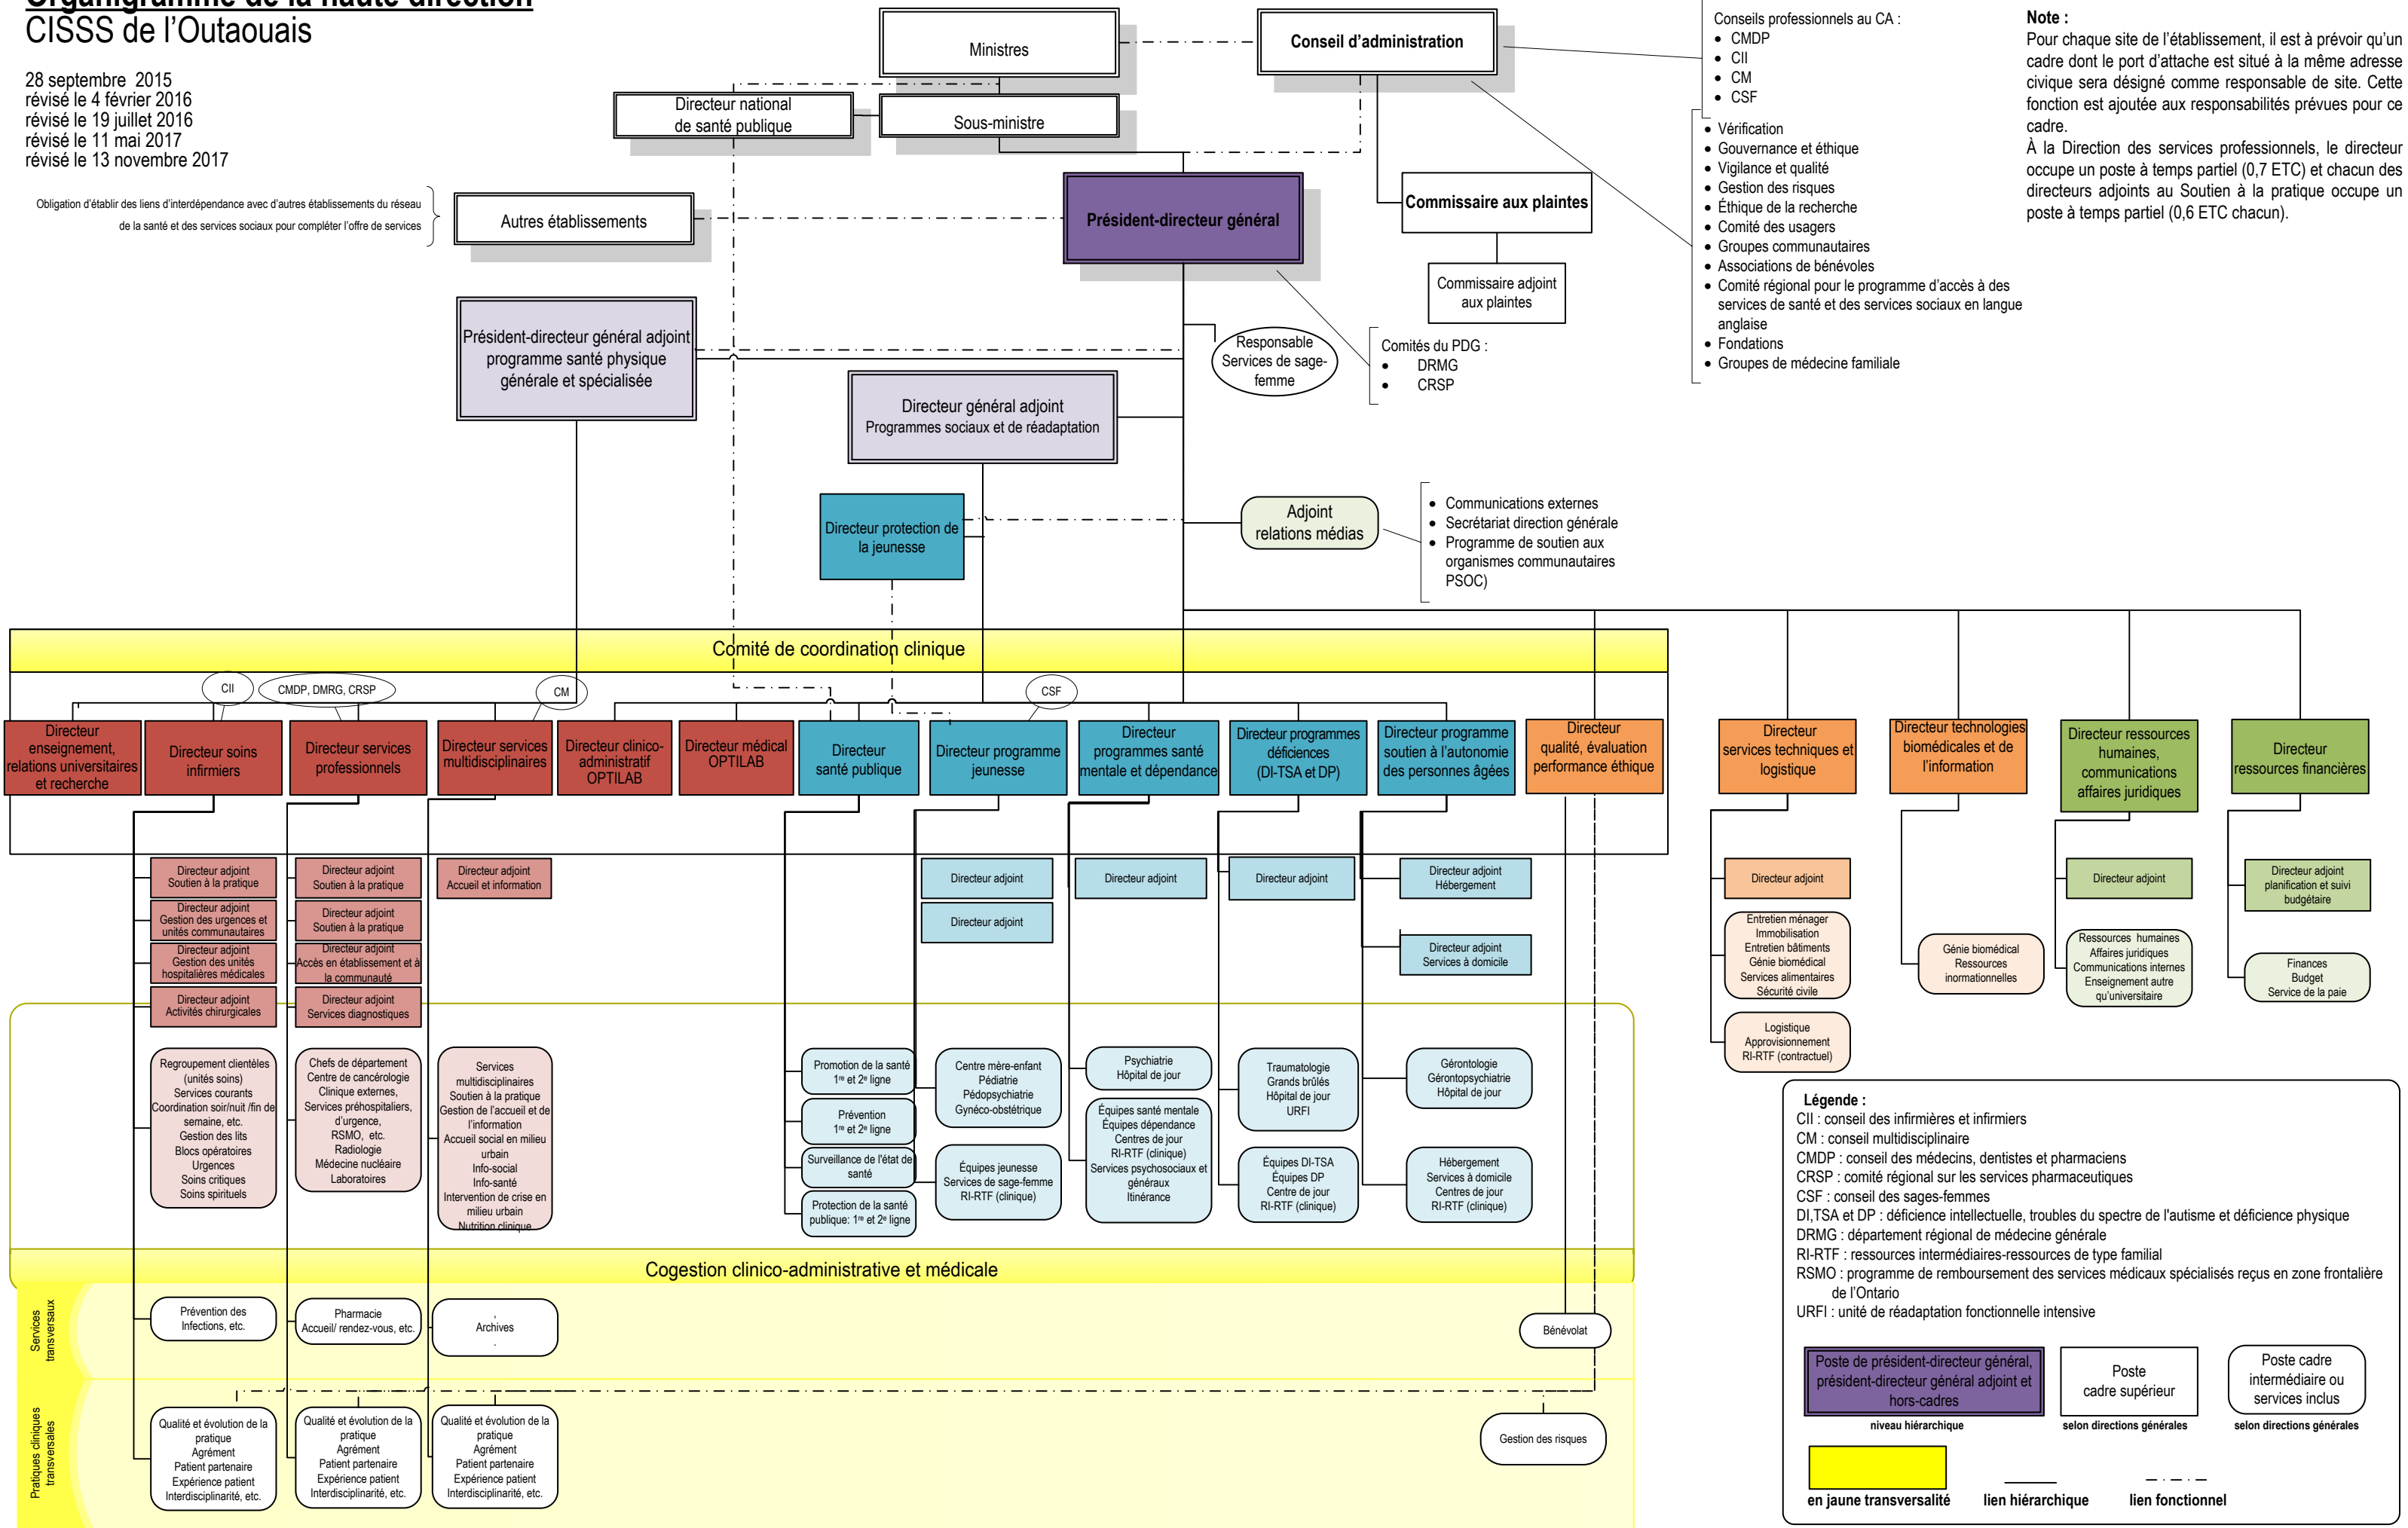 Organigramme de la haute direction
CISSS de l'Outaouais
28 septembre 2015
révisé le 4 février 2016
révisé le 19 juillet 2016
révisé le 11 mai 2017
révisé le 13 novembre 2017
Obligation d'établir des liens d'interdépendance avec d'autres établissements du réseau
de la santé et des services sociaux pour compléter l'offre de services
Autres établissements
Ministres
Conseil d'administration
Directeur national
de santé publique
Sous-ministre
Président-directeur général
Commissaire aux plaintes
Commissaire adjoint
aux plaintes
Conseils professionnels au CA :
• CMDP
• CII
• CM
• CSF
• Vérification
• Gouvernance et éthique
• Vigilance et qualité
• Gestion des risques
• Éthique de la recherche
• Comité des usagers
• Groupes communautaires
• Associations de bénévoles
• Comité régional pour le programme d'accès à des
services de santé et des services sociaux en langue
anglaise
• Fondations
• Groupes de médecine familiale
Note :
Pour chaque site de l'établissement, il est à prévoir qu'un
cadre dont le port d'attache est situé à la même adresse
civique sera désigné comme responsable de site. Cette
fonction est ajoutée aux responsabilités prévues pour ce
cadre.
À la Direction des services professionnels, le directeur
occupe un poste à temps partiel (0,7 ETC) et chacun des
directeurs adjoints au Soutien à la pratique occupe un
poste à temps partiel (0,6 ETC chacun).
Président-directeur général adjoint
programme santé physique
générale et spécialisée
Directeur général adjoint
Programmes sociaux et de réadaptation
Responsable
Services de sage-
femme
Comités du PDG :
• DRMG
• CRSP
Directeur protection de
la jeunesse
Adjoint
relations médias
• Communications externes
• Secrétariat direction générale
• Programme de soutien aux
organismes communautaires
PSOC)
Comité de coordination clinique
CII
CMDP, DMRG, CRSP
CM
CSF
Directeur
enseignement,
relations universitaires
et recherche
Directeur soins
infirmiers
Directeur services
professionnels
Directeur services
multidisciplinaires
Directeur clinico-
administratif
OPTILAB
Directeur médical
OPTILAB
Directeur
santé publique
Directeur programme
jeunesse
Directeur
programmes santé
mentale et dépendance
Directeur programmes
déficiences
(DI-TSA et DP)
Directeur programme
soutien à l'autonomie
des personnes âgées
Directeur
qualité, évaluation
performance éthique
Directeur
services techniques et
logistique
Directeur technologies
biomédicales et de
l'information
Directeur ressources
humaines,
communications
affaires juridiques
Directeur
ressources financières
Directeur adjoint
Soutien à la pratique
Directeur adjoint
Gestion des urgences et
unités communautaires
Directeur adjoint
Gestion des unités
hospitalières médicales
Directeur adjoint
Activités chirurgicales
Directeur adjoint
Soutien à la pratique
Directeur adjoint
Soutien à la pratique
Directeur adjoint
Accès en établissement et à
la communauté
Directeur adjoint
Services diagnostiques
Directeur adjoint
Accueil et information
Directeur adjoint
Directeur adjoint
Directeur adjoint
Directeur adjoint
Directeur adjoint
Hébergement
Directeur adjoint
Services à domicile
Directeur adjoint
Entretien ménager
Immobilisation
Entretien bâtiments
Génie biomédical
Services alimentaires
Sécurité civile
Logistique
Approvisionnement
RI-RTF (contractuel)
Génie biomédical
Ressources
inormationnelles
Directeur adjoint
Ressources humaines
Affaires juridiques
Communications internes
Enseignement autre
qu'universitaire
Directeur adjoint
planification et suivi
budgétaire
Finances
Budget
Service de la paie
Regroupement clientèles
(unités soins)
Services courants
Coordination soir/nuit /fin de
semaine, etc.
Gestion des lits
Blocs opératoires
Urgences
Soins critiques
Soins spirituels
Chefs de département
Centre de cancérologie
Clinique externes,
Services préhospitaliers,
d'urgence,
RSMO, etc.
Radiologie
Médecine nucléaire
Laboratoires
Services
multidisciplinaires
Soutien à la pratique
Gestion de l'accueil et de
l'information
Accueil social en milieu
urbain
Info-social
Info-santé
Intervention de crise en
milieu urbain
Nutrition clinique
Promotion de la santé
1re et 2e ligne
Prévention
1re et 2e ligne
Surveillance de l'état de
santé
Protection de la santé
publique: 1re et 2e ligne
Centre mère-enfant
Pédiatrie
Pédopsychiatrie
Gynéco-obstétrique
Équipes jeunesse
Services de sage-femme
RI-RTF (clinique)
Psychiatrie
Hôpital de jour
Équipes santé mentale
Équipes dépendance
Centres de jour
RI-RTF (clinique)
Services psychosociaux et
généraux
Itinérance
Traumatologie
Grands brûlés
Hôpital de jour
URFI
Équipes DI-TSA
Équipes DP
Centre de jour
RI-RTF (clinique)
Gérontologie
Gérontopsychiatrie
Hôpital de jour
Hébergement
Services à domicile
Centres de jour
RI-RTF (clinique)
Cogestion clinico-administrative et médicale
Services
transversaux
Prévention des
Infections, etc.
Pharmacie
Accueil/ rendez-vous, etc.
,
Archives
.
Bénévolat
Pratiques cliniques
transversales
Qualité et évolution de la
pratique
Agrément
Patient partenaire
Expérience patient
Interdisciplinarité, etc.
Qualité et évolution de la
pratique
Agrément
Patient partenaire
Expérience patient
Interdisciplinarité, etc.
Qualité et évolution de la
pratique
Agrément
Patient partenaire
Expérience patient
Interdisciplinarité, etc.
Gestion des risques
Légende :
CII : conseil des infirmières et infirmiers
CM : conseil multidisciplinaire
CMDP : conseil des médecins, dentistes et pharmaciens
CRSP : comité régional sur les services pharmaceutiques
CSF : conseil des sages-femmes
DI,TSA et DP : déficience intellectuelle, troubles du spectre de l'autisme et déficience physique
DRMG : département régional de médecine générale
RI-RTF : ressources intermédiaires-ressources de type familial
RSMO : programme de remboursement des services médicaux spécialisés reçus en zone frontalière
de l'Ontario
URFI : unité de réadaptation fonctionnelle intensive
Poste de président-directeur général,
président-directeur général adjoint et
hors-cadres
niveau hiérarchique
Poste
cadre supérieur
selon directions générales
Poste cadre
intermédiaire ou
services inclus
selon directions générales
en jaune transversalité
lien hiérarchique
lien fonctionnel